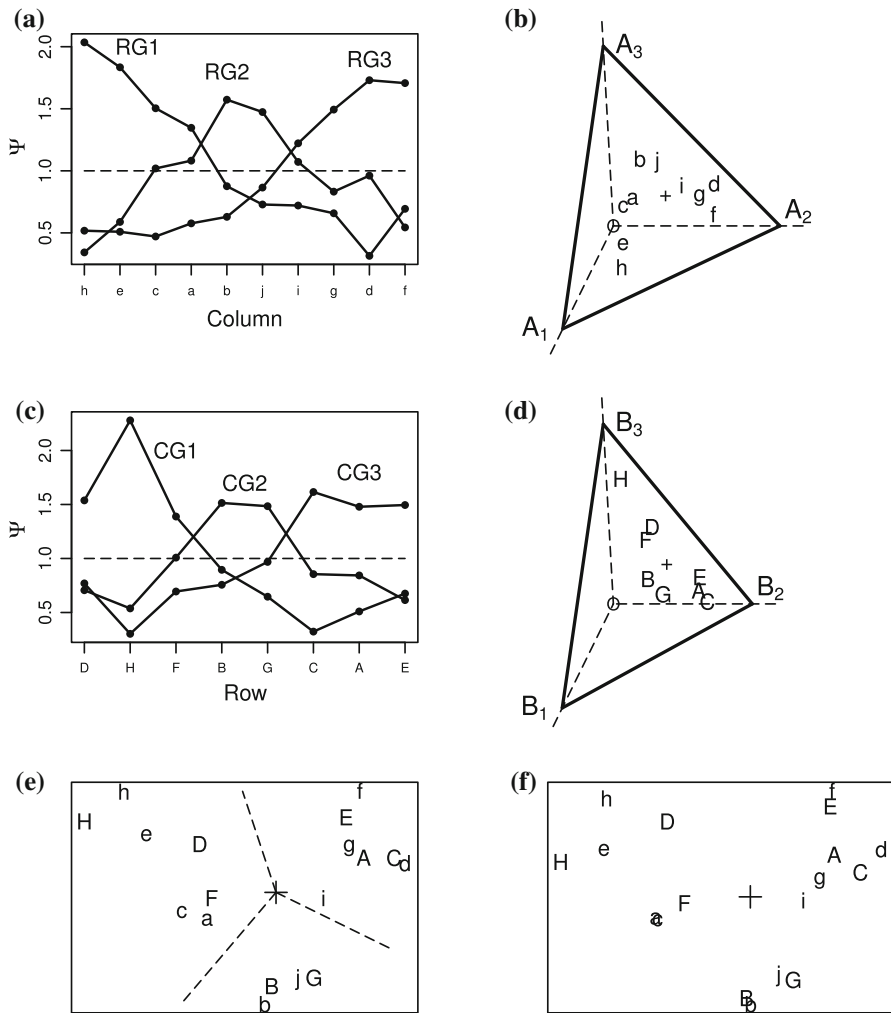 (a)
2.0
1.5
1.0
0.5
Ψ
RG1
RG2
RG3
h e c a b j i g d f
Column
(b)
A3
A2
A1
b j
i d
g
a
c
f
e
h
(c)
2.0
1.5
1.0
0.5
Ψ
CG1
CG2
CG3
D H F B G C A E
Row
(d)
B3
B2
B1
H
D
F
B
G
E
A
C
(e)
h
f
H
e
D
E
g
A
C
d
c
F
a
i
j G
B
b
(f)
h
f
E
H
e
D
A
d
C
g
a
c
F
i
j G
B
b